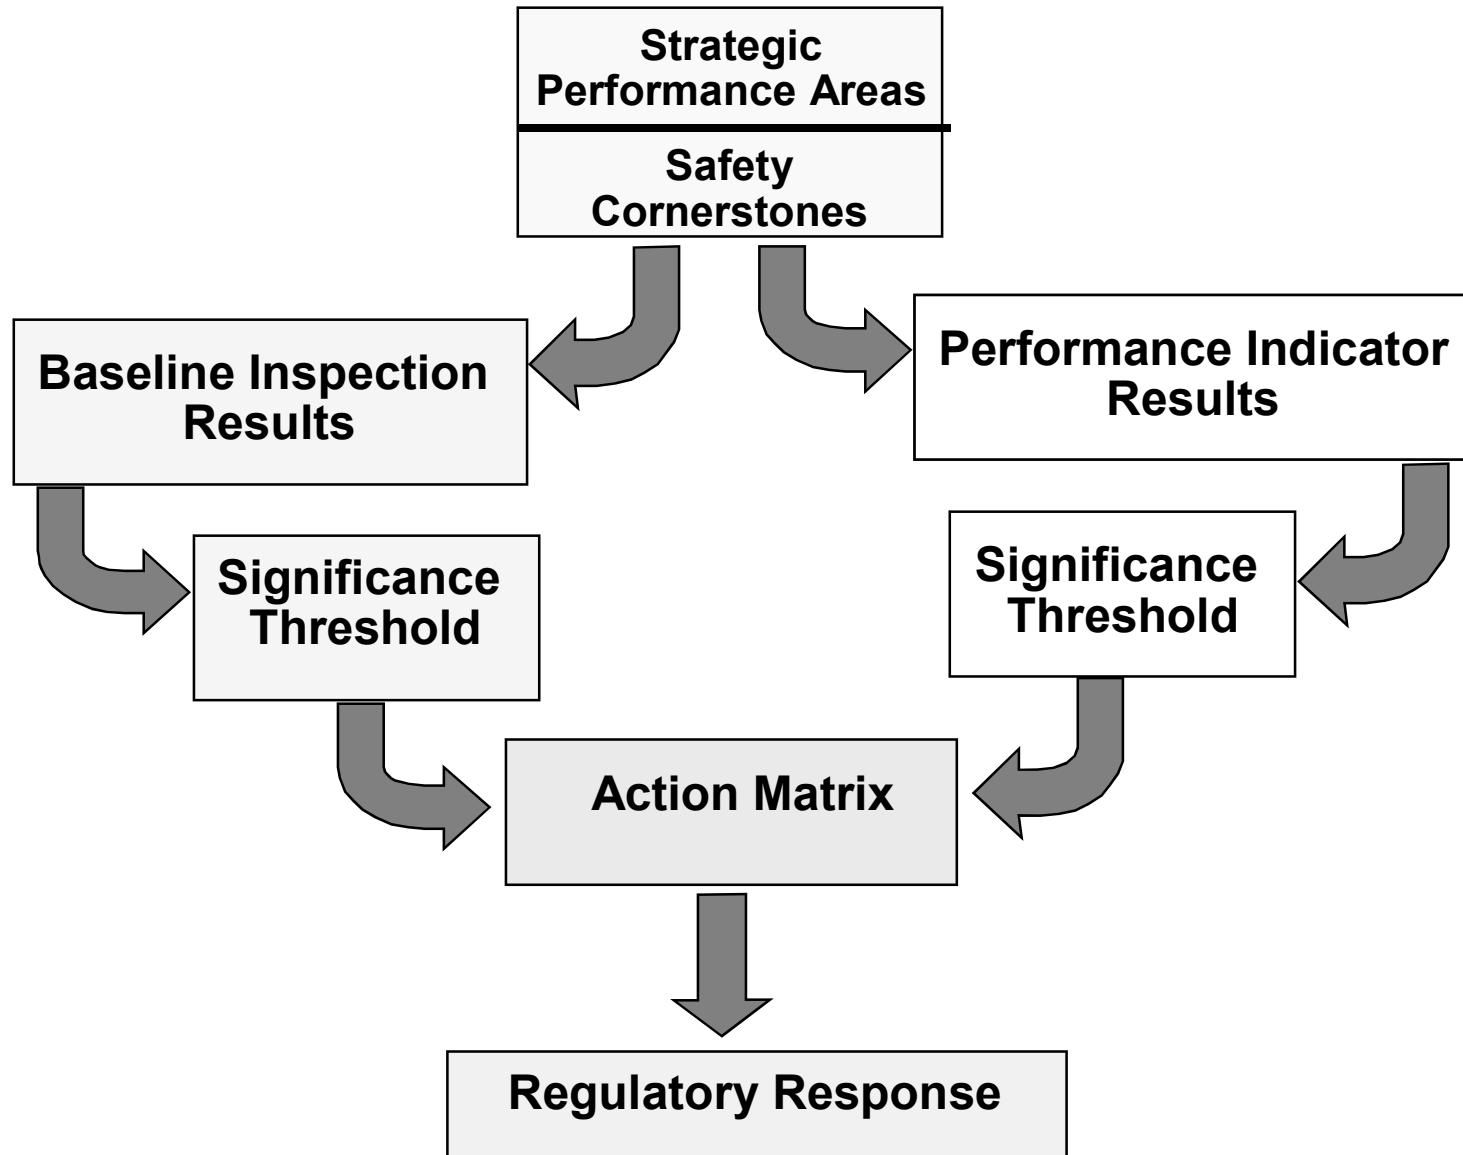 Strategic
Performance Areas
Safety
Cornerstones
Baseline Inspection
Results
Performance Indicator
Results
Significance
Threshold
Significance
Threshold
Action Matrix
Regulatory Response